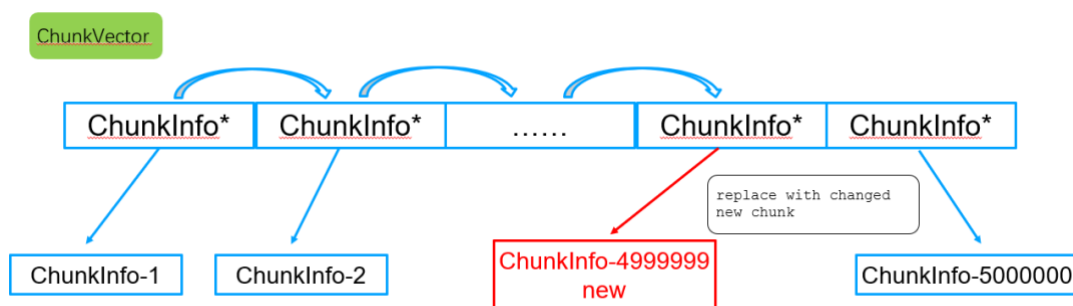 ChunkVector
ChunkInfo* ChunkInfo* …… ChunkInfo* ChunkInfo*
replace with changed
new chunk
ChunkInfo-1 ChunkInfo-2 ChunkInfo-4999999 ChunkInfo-5000000
new